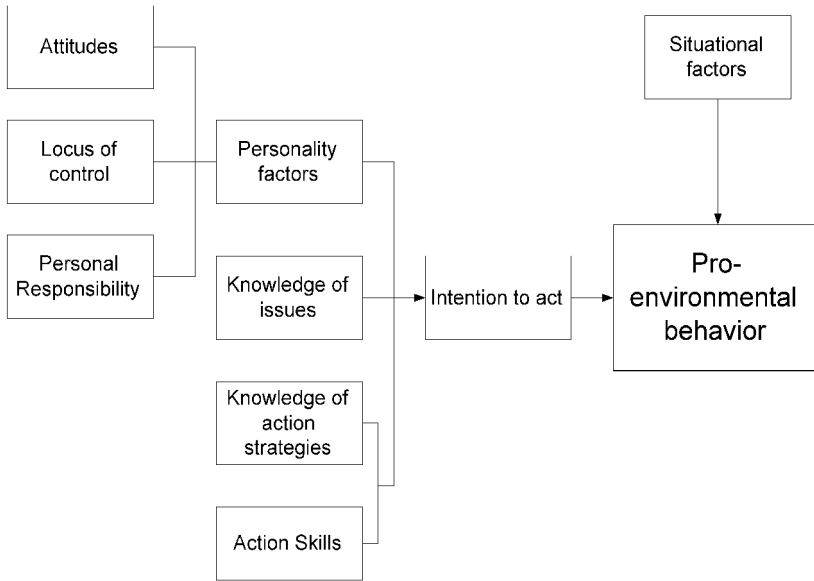 Attitudes
Locus of
control
Personal
Responsibility
Personality
factors
Knowledge of
issues
Knowledge of
action
strategies
Action Skills
Intention to act
Situational
factors
Pro-
environmental
behavior